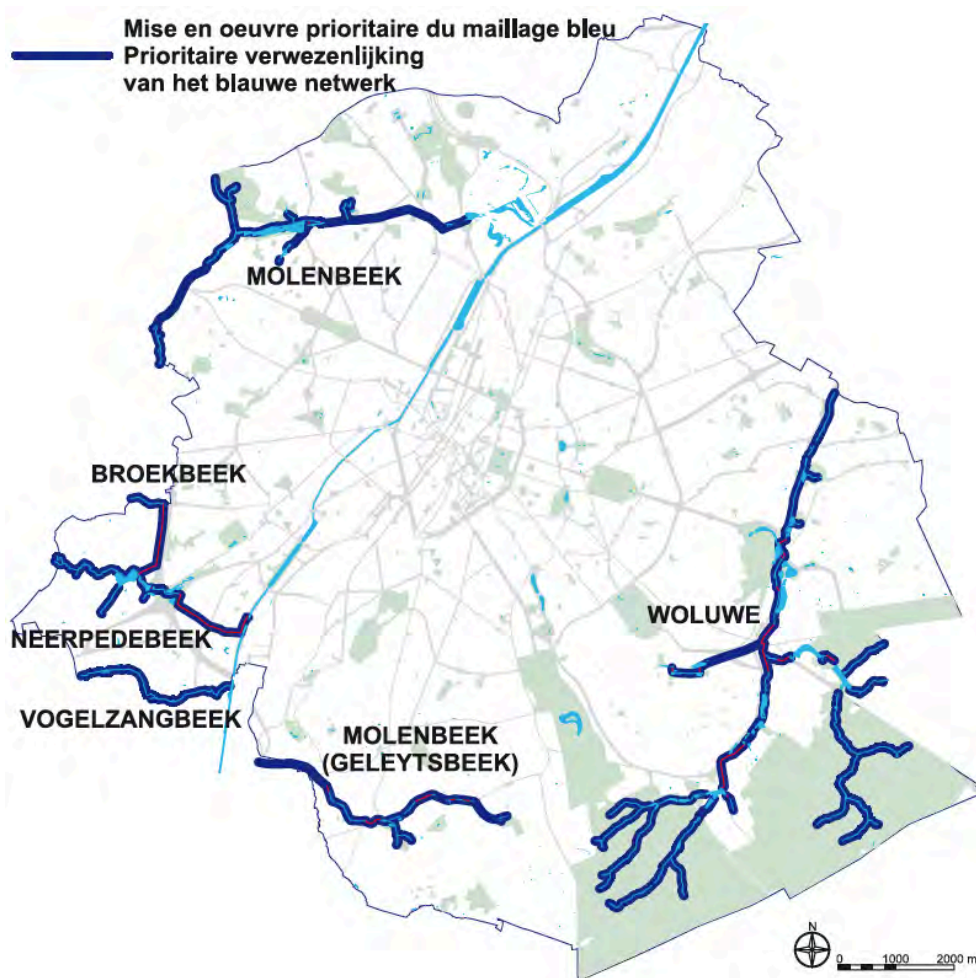 Mise en oeuvre prioritaire du maillage bleu
Prioritaire verwezenlijking
van het blauwe netwerk
MOLENBEEK
BROEKBEEK
NEERPEDEBEEK
WOLUWE
VOGELZANGBEEK
MOLENBEEK
(GELEYTSBEEK)
N
0 1000 2000 m